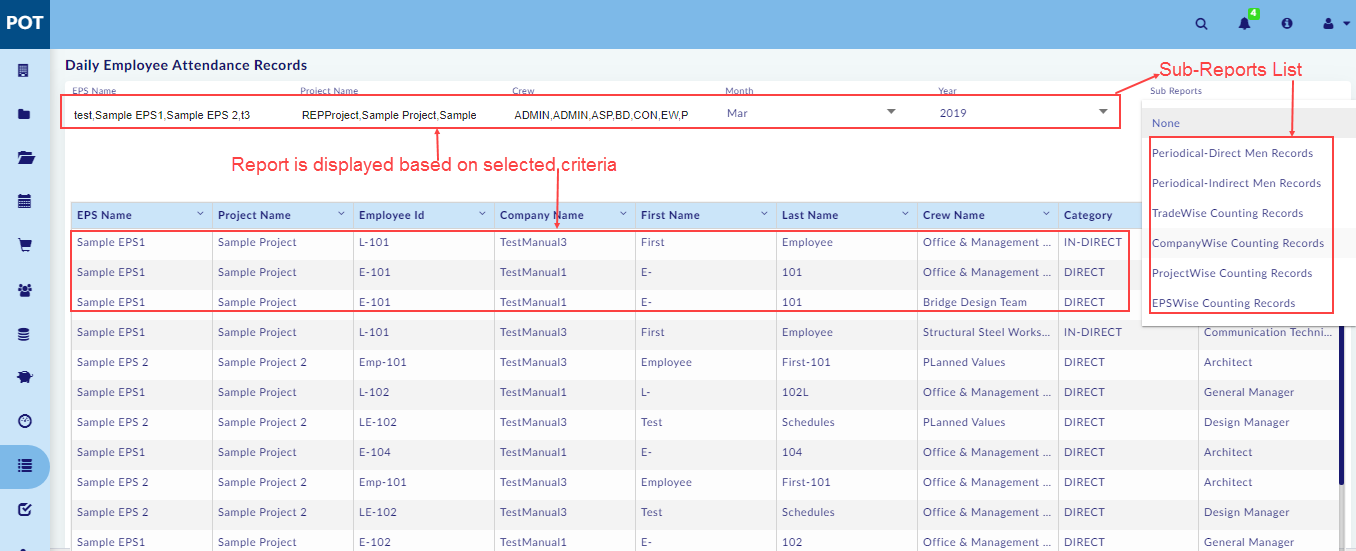 POT
4
Daily Employee Attendance Records
Sub-Reports List
EPS Name Project Name Crew Month Year Sub Reports
test,Sample EPS1,Sample EPS 2,t3 REPProject,Sample Project,Sample ADMIN,ADMIN,ASP,BD,CON,EW,P Mar 2019
None
Periodical-Direct Men Records
Periodical-Indirect Men Records
TradeWise Counting Records
CompanyWise Counting Records
ProjectWise Counting Records
EPSWise Counting Records
Report is displayed based on selected criteria
EPS Name Project Name Employee Id Company Name First Name Last Name Crew Name Category
Sample EPS1 Sample Project L-101 TestManual3 First Employee Office & Management ... IN-DIRECT
Sample EPS1 Sample Project E-101 TestManual1 E- 101 Office & Management ... DIRECT
Sample EPS1 Sample Project E-101 TestManual1 E- 101 Bridge Design Team DIRECT
Sample EPS1 Sample Project L-101 TestManual3 First Employee Structural Steel Works... IN-DIRECT Communication Techni...
Sample EPS 2 Sample Project 2 Emp-101 TestManual3 Employee First-101 PLanned Values DIRECT Architect
Sample EPS1 Sample Project L-102 TestManual1 L- 102L Office & Management ... DIRECT General Manager
Sample EPS 2 Sample Project 2 LE-102 TestManual3 Test Schedules PLanned Values DIRECT Design Manager
Sample EPS1 Sample Project E-104 TestManual1 E- 104 Office & Management ... DIRECT Architect
Sample EPS 2 Sample Project 2 Emp-101 TestManual3 Employee First-101 Office & Management ... DIRECT Architect
Sample EPS 2 Sample Project 2 LE-102 TestManual3 Test Schedules Office & Management ... DIRECT Design Manager
Sample EPS1 Sample Project E-102 TestManual1 E- 102 Office & Management ... DIRECT General Manager